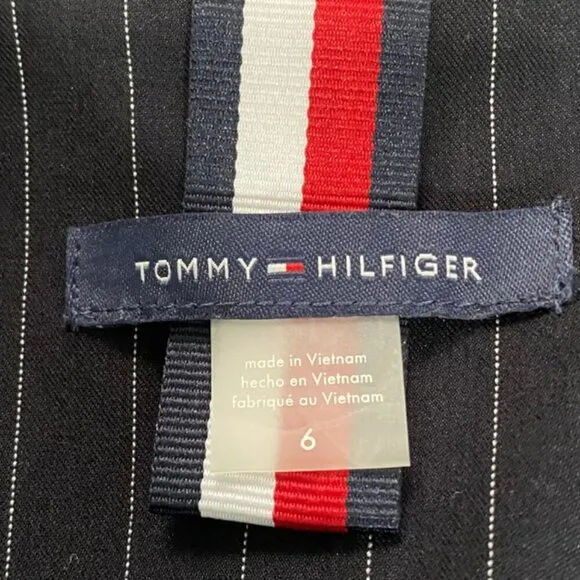 TOMMY HILFIGER
made in Vietnam
hecho en Vietnam
fabriqué au Vietnam
6